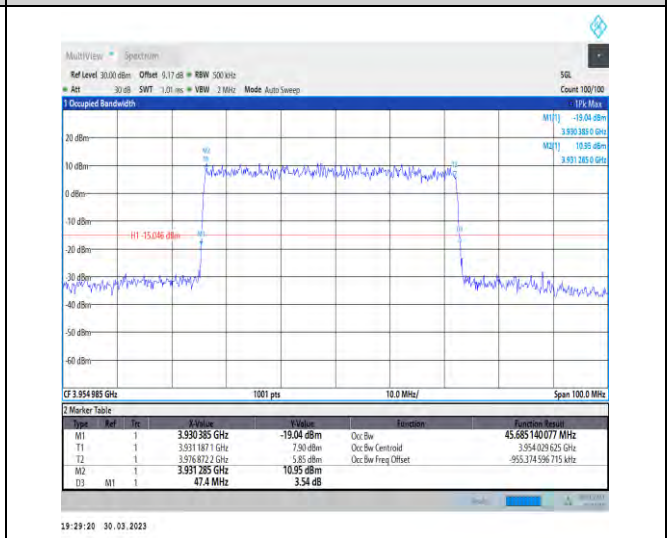 MultiView Spectrum
Ref Level 30.00 dBm Offset 9.17 dB RBW 500 kHz SGL
Att 30 dB SWT 1.01 ms VBW 2 MHz Mode Auto Sweep Count 100/100
1 Occupied Bandwidth 1Pk Max
M1[1] -19.04 dBm
3.930 385 0 GHz
M2[1] 10.95 dBm
3.931 285 0 GHz
20 dBm
M2
T1
T2
10 dBm
0 dBm
-10 dBm
H1 -15.046 dBm
M1
D3
-20 dBm
-30 dBm
-40 dBm
-50 dBm
-60 dBm
CF 3.954 985 GHz 1001 pts 10.0 MHz/ Span 100.0 MHz
2 Marker Table
Type Ref Trc X-Value Y-Value Function Function Result
M1 1 3.930 385 GHz -19.04 dBm Occ Bw 45.685 140 077 MHz
T1 1 3.931 187 1 GHz 7.90 dBm Occ Bw Centroid 3.954 029 625 GHz
T2 1 3.976 872 2 GHz 5.85 dBm Occ Bw Freq Offset -955.374 596 715 kHz
M2 1 3.931 285 GHz 10.95 dBm
D3 M1 1 47.4 MHz 3.54 dB
19:29:20 30.03.2023